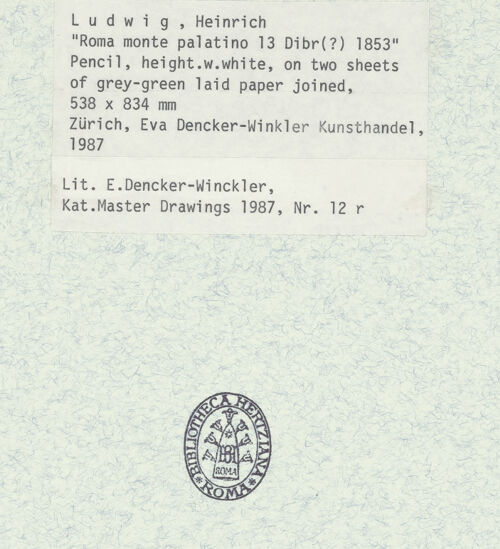 L u d w i g , Heinrich
"Roma monte palatino 13 Dibr(?) 1853"
Pencil, height.w.white, on two sheets
of grey-green laid paper joined,
538 x 834 mm
Zürich, Eva Dencker-Winkler Kunsthandel,
1987
Lit. E.Dencker-Winckler,
Kat.Master Drawings 1987, Nr. 12 r
BIBLIOTHECA HERTZIANA
BH
ROMA
* ROMA *